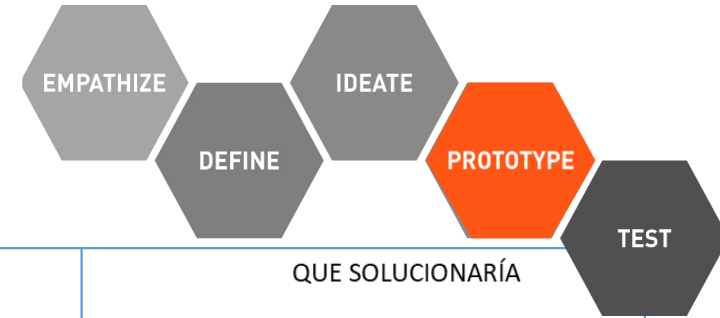 EMPATHIZE
DEFINE
IDEATE
PROTOTYPE
TEST
QUE SOLUCIONARÍA